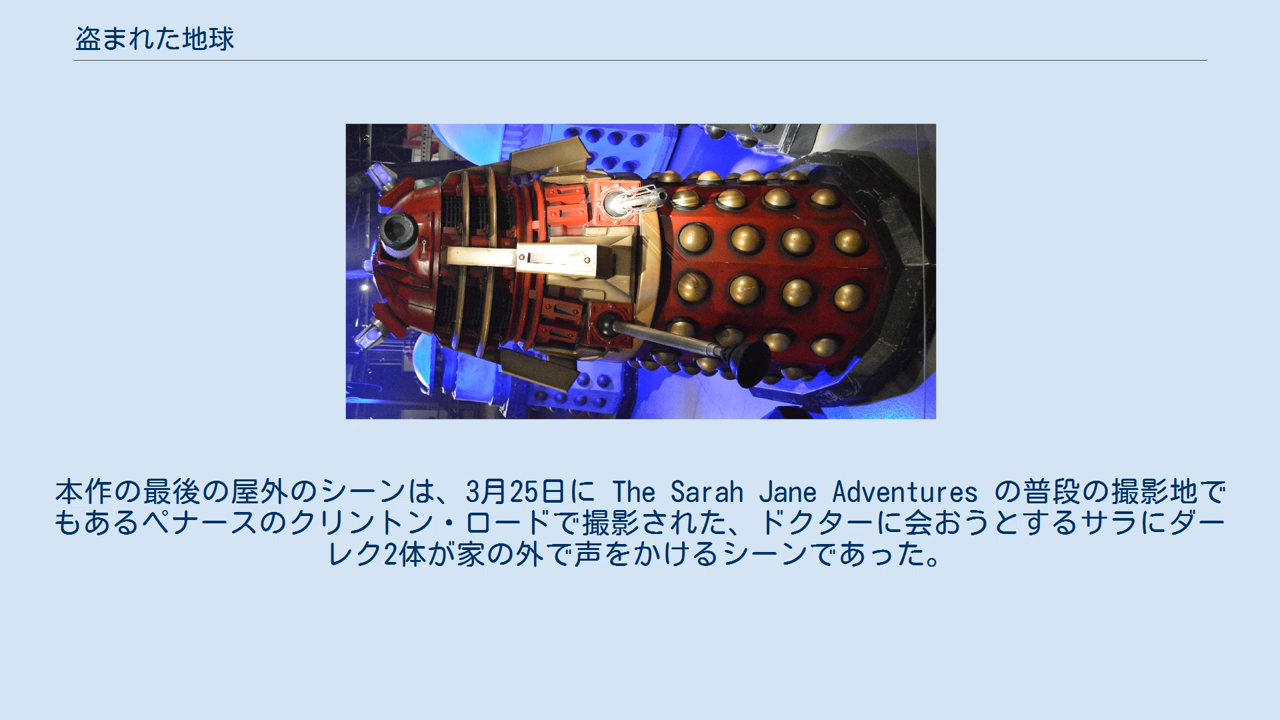 盗まれた地球
本作の最後の屋外のシーンは、3月25日に The Sarah Jane Adventures の普段の撮影地で
もあるペナースのクリントン・ロードで撮影された、ドクターに会おうとするサラにダー
レク2体が家の外で声をかけるシーンであった。